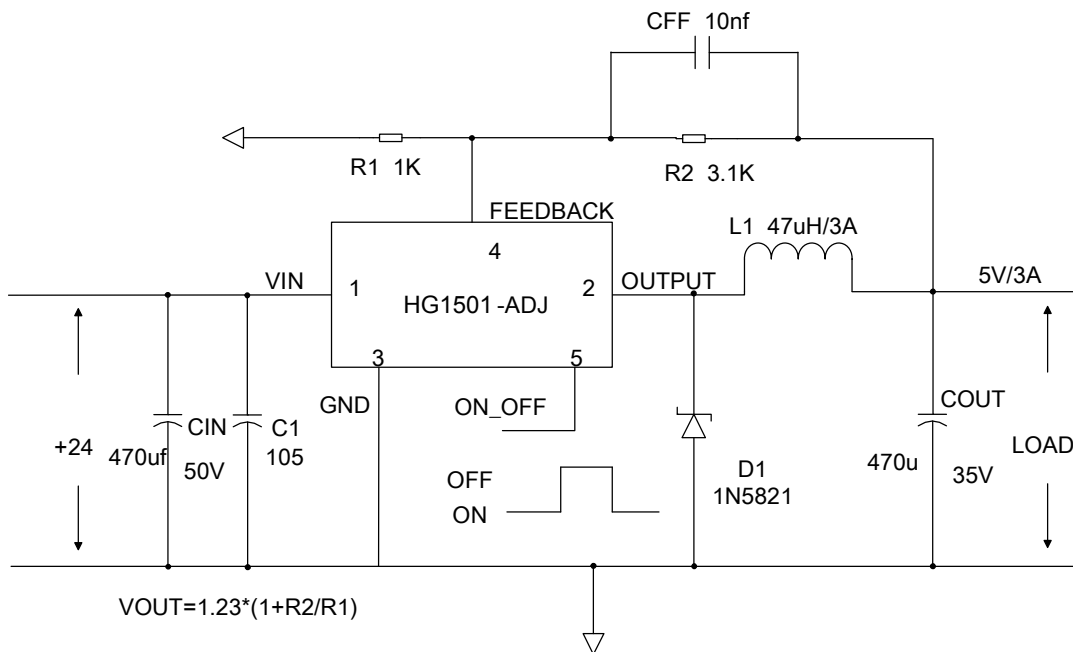 CFF 10nf
R1 1K
R2 3.1K
FEEDBACK
4
L1 47uH/3A
VIN
1
2
OUTPUT
5V/3A
HG1501-ADJ
3
5
GND
ON_OFF
COUT
CIN
C1
+24
470uf
50V
105
LOAD
470u
35V
OFF
ON
D1
1N5821
VOUT=1.23*(1+R2/R1)